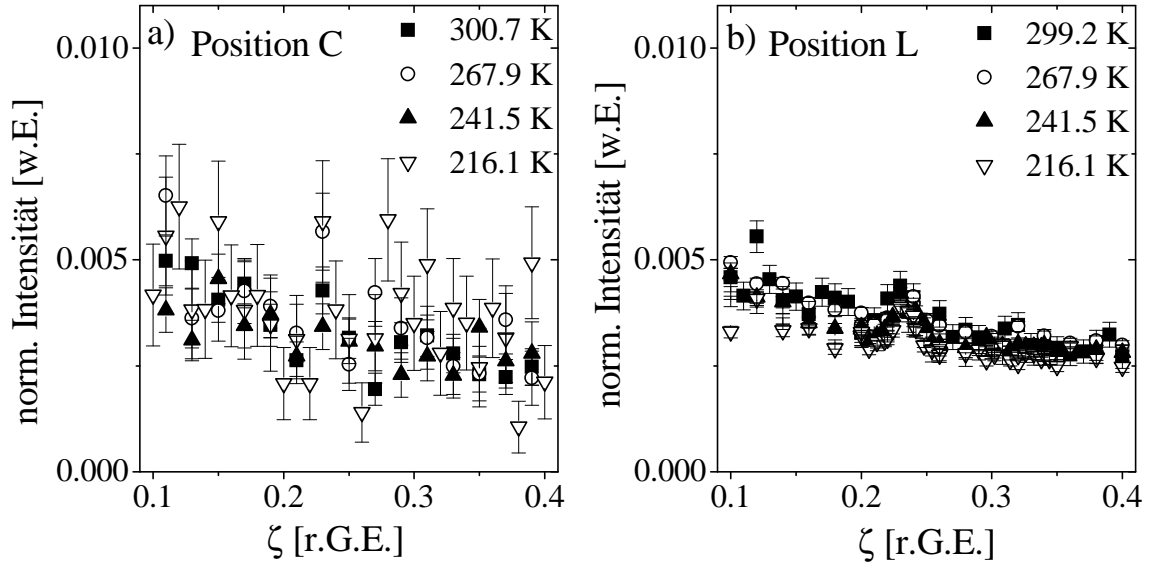 a) Position C
300.7 K
267.9 K
241.5 K
216.1 K
norm. Intensität [w.E.]
0.010
0.005
0.000
0.1 0.2 0.3 0.4
ζ [r.G.E.]
b) Position L
299.2 K
267.9 K
241.5 K
216.1 K
norm. Intensität [w.E.]
0.010
0.005
0.000
0.1 0.2 0.3 0.4
ζ [r.G.E.]